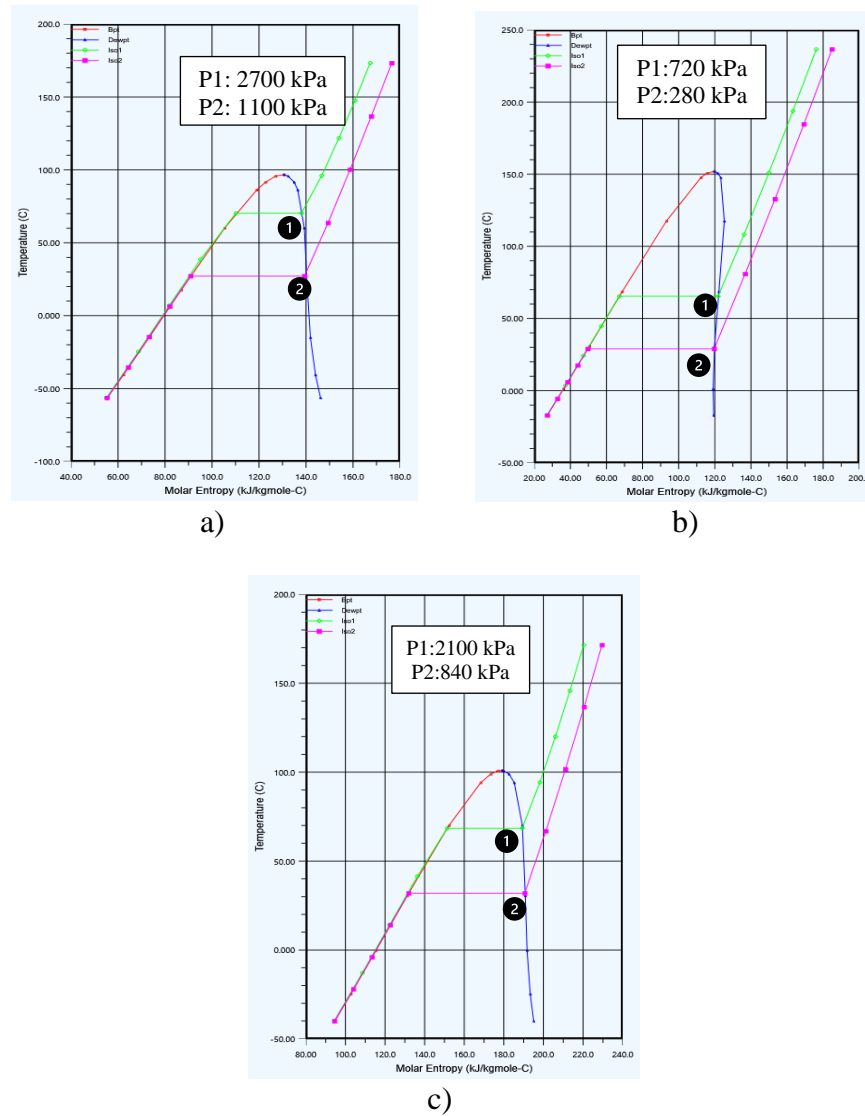 200.0
150.0
100.0
50.00
0.000
-50.00
-100.0
40.00 60.00 80.00 100.0 120.0 140.0 160.0 180.0
Temperature (C)
Molar Entropy (kJ/kgmole-C)
Bpt
Dewpt
Iso1
Iso2
P1: 2700 kPa
P2: 1100 kPa
1
2
a)
250.0
200.0
150.0
100.0
50.00
0.000
-50.00
20.00 40.00 60.00 80.00 100.0 120.0 140.0 160.0 180.0 200.
Temperature (C)
Molar Entropy (kJ/kgmole-C)
Bpt
Dewpt
Iso1
Iso2
P1:720 kPa
P2:280 kPa
1
2
b)
200.0
150.0
100.0
50.00
0.000
-50.00
80.00 100.0 120.0 140.0 160.0 180.0 200.0 220.0 240.0
Temperature (C)
Molar Entropy (kJ/kgmole-C)
Bpt
Dewpt
Iso1
Iso2
P1:2100 kPa
P2:840 kPa
1
2
c)